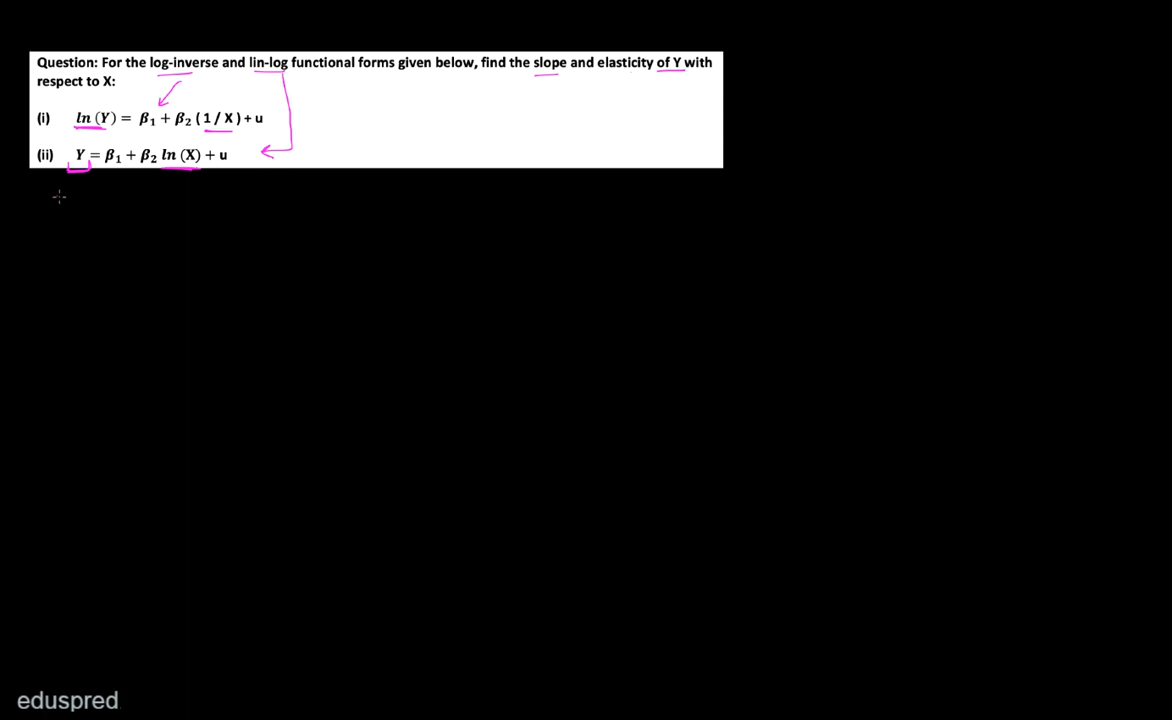 Question: For the log-inverse and lin-log functional forms given below, find the slope and elasticity of Y with
respect to X:
(i) ln (Y) = β₁ + β₂ ( 1 / X ) + u
(ii) Y = β₁ + β₂ ln (X) + u
eduspred